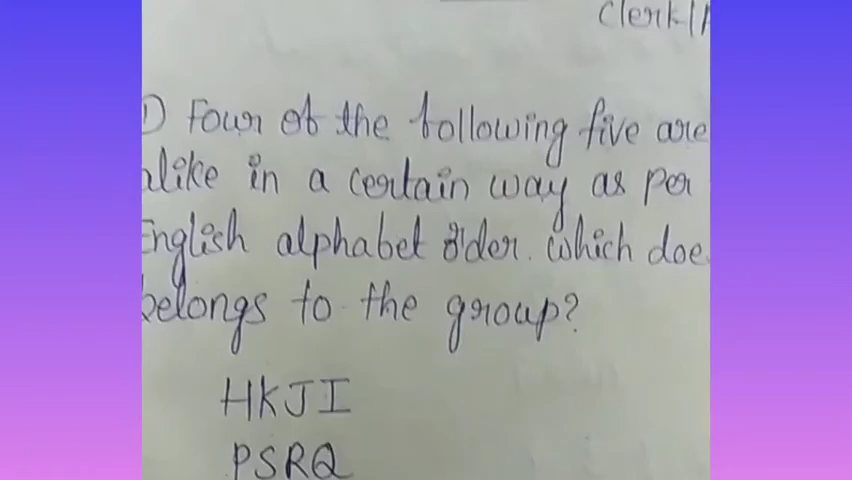 Clerk|
1) Four of the following five are
alike in a certain way as per
English alphabet order. which doe
belongs to the group?
HKJI
PSRQ